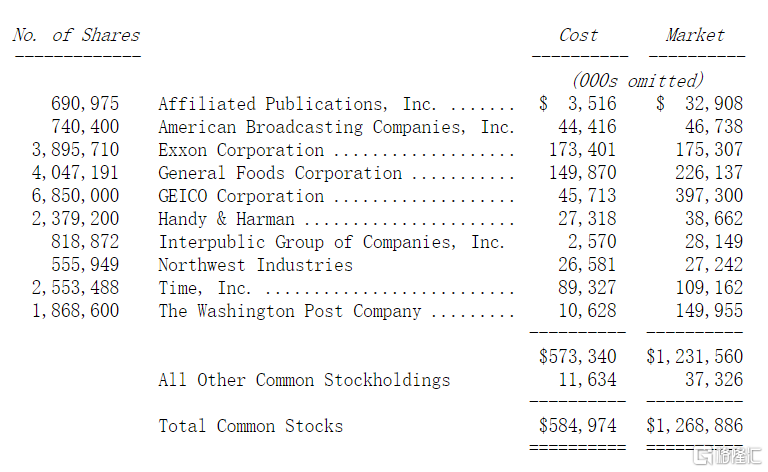 No. of Shares Cost Market
------------- ---------- ----------
(000s omitted)
690,975 Affiliated Publications, Inc. ....... $ 3,516 $ 32,908
740,400 American Broadcasting Companies, Inc. 44,416 46,738
3,895,710 Exxon Corporation ................... 173,401 175,307
4,047,191 General Foods Corporation ........... 149,870 226,137
6,850,000 GEICO Corporation ................... 45,713 397,300
2,379,200 Handy & Harman ...................... 27,318 38,662
818,872 Interpublic Group of Companies, Inc. 2,570 28,149
555,949 Northwest Industries 26,581 27,242
2,553,488 Time, Inc. .......................... 89,327 109,162
1,868,600 The Washington Post Company ......... 10,628 149,955
---------- ----------
$573,340 $1,231,560
All Other Common Stockholdings 11,634 37,326
---------- ----------
Total Common Stocks $584,974 $1,268,886
========== ==========
格隆汇